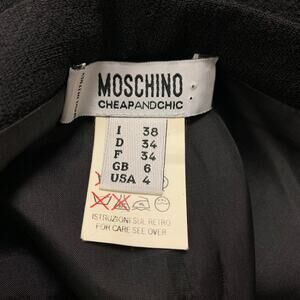 MOSCHINO
CHEAPANDCHIC
I 38
D 34
F 34
GB 6
USA 4
ISTRUZIONI SUL RETRO
FOR CARE SEE OVER